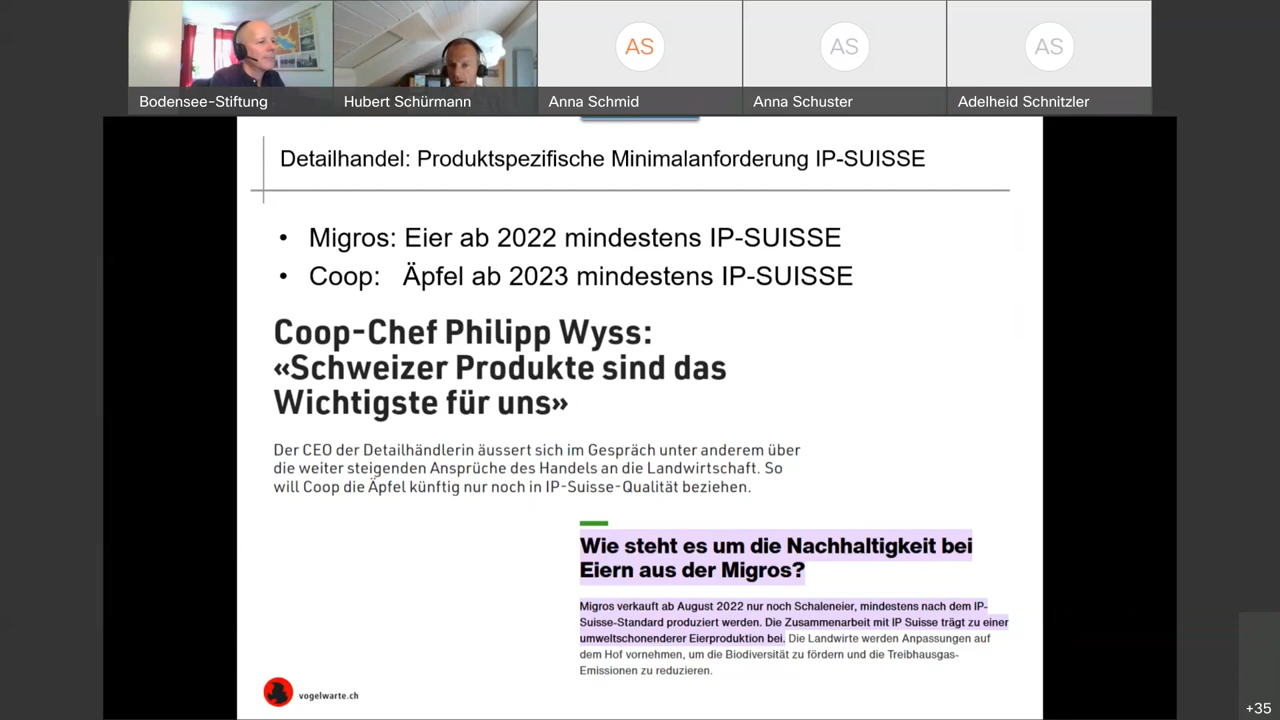 AS
AS
AS
Bodensee-Stiftung
Hubert Schürmann
Anna Schmid
Anna Schuster
Adelheid Schnitzler
Detailhandel: Produktspezifische Minimalanforderung IP-SUISSE
• Migros: Eier ab 2022 mindestens IP-SUISSE
• Coop: Äpfel ab 2023 mindestens IP-SUISSE
Coop-Chef Philipp Wyss:
«Schweizer Produkte sind das
Wichtigste für uns»
Der CEO der Detailhändlerin äussert sich im Gespräch unter anderem über
die weiter steigenden Ansprüche des Handels an die Landwirtschaft. So
will Coop die Äpfel künftig nur noch in IP-Suisse-Qualität beziehen.
Wie steht es um die Nachhaltigkeit bei
Eiern aus der Migros?
Migros verkauft ab August 2022 nur noch Schaleneier, mindestens nach dem IP-
Suisse-Standard produziert werden. Die Zusammenarbeit mit IP Suisse trägt zu einer
umweltschonenderer Eierproduktion bei. Die Landwirte werden Anpassungen auf
dem Hof vornehmen, um die Biodiversität zu fördern und die Treibhausgas-
Emissionen zu reduzieren.
vogelwarte.ch
+35